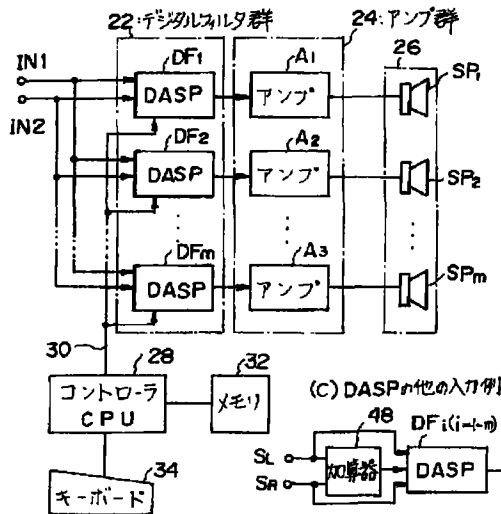 22:デジタルフィルタ群
24:アンプ群
IN1
IN2
DF1
DASP
A1
アンプ
26
SP1
DF2
DASP
A2
アンプ
SP2
DFm
DASP
A3
アンプ
SPm
30
28
コントローラ
CPU
32
メモリ
34
キーボード
(C) DASPの他の入力例
DFi(i=1-m)
48
SL
SR
加算器
DASP